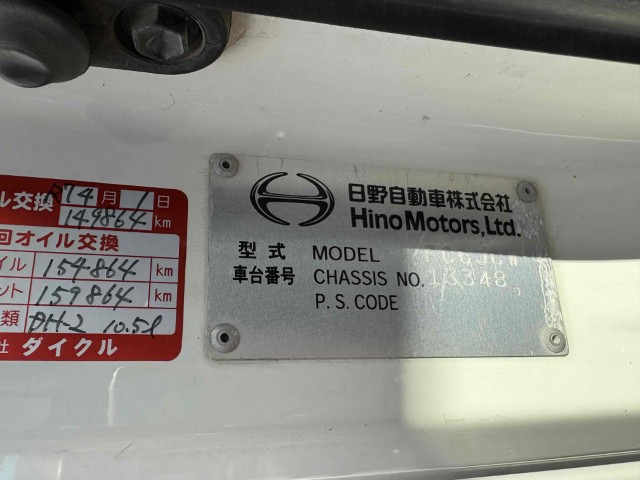 ル交換 R7 4月 1日
149864 km
回オイル交換
イル 154864 km
ント 159864 km
類 DH-2 10.5ℓ
社 ダイクル
日野自動車株式会社
Hino Motors, Ltd.
型式 MODEL
車台番号 CHASSIS NO. 13348
P.S.CODE